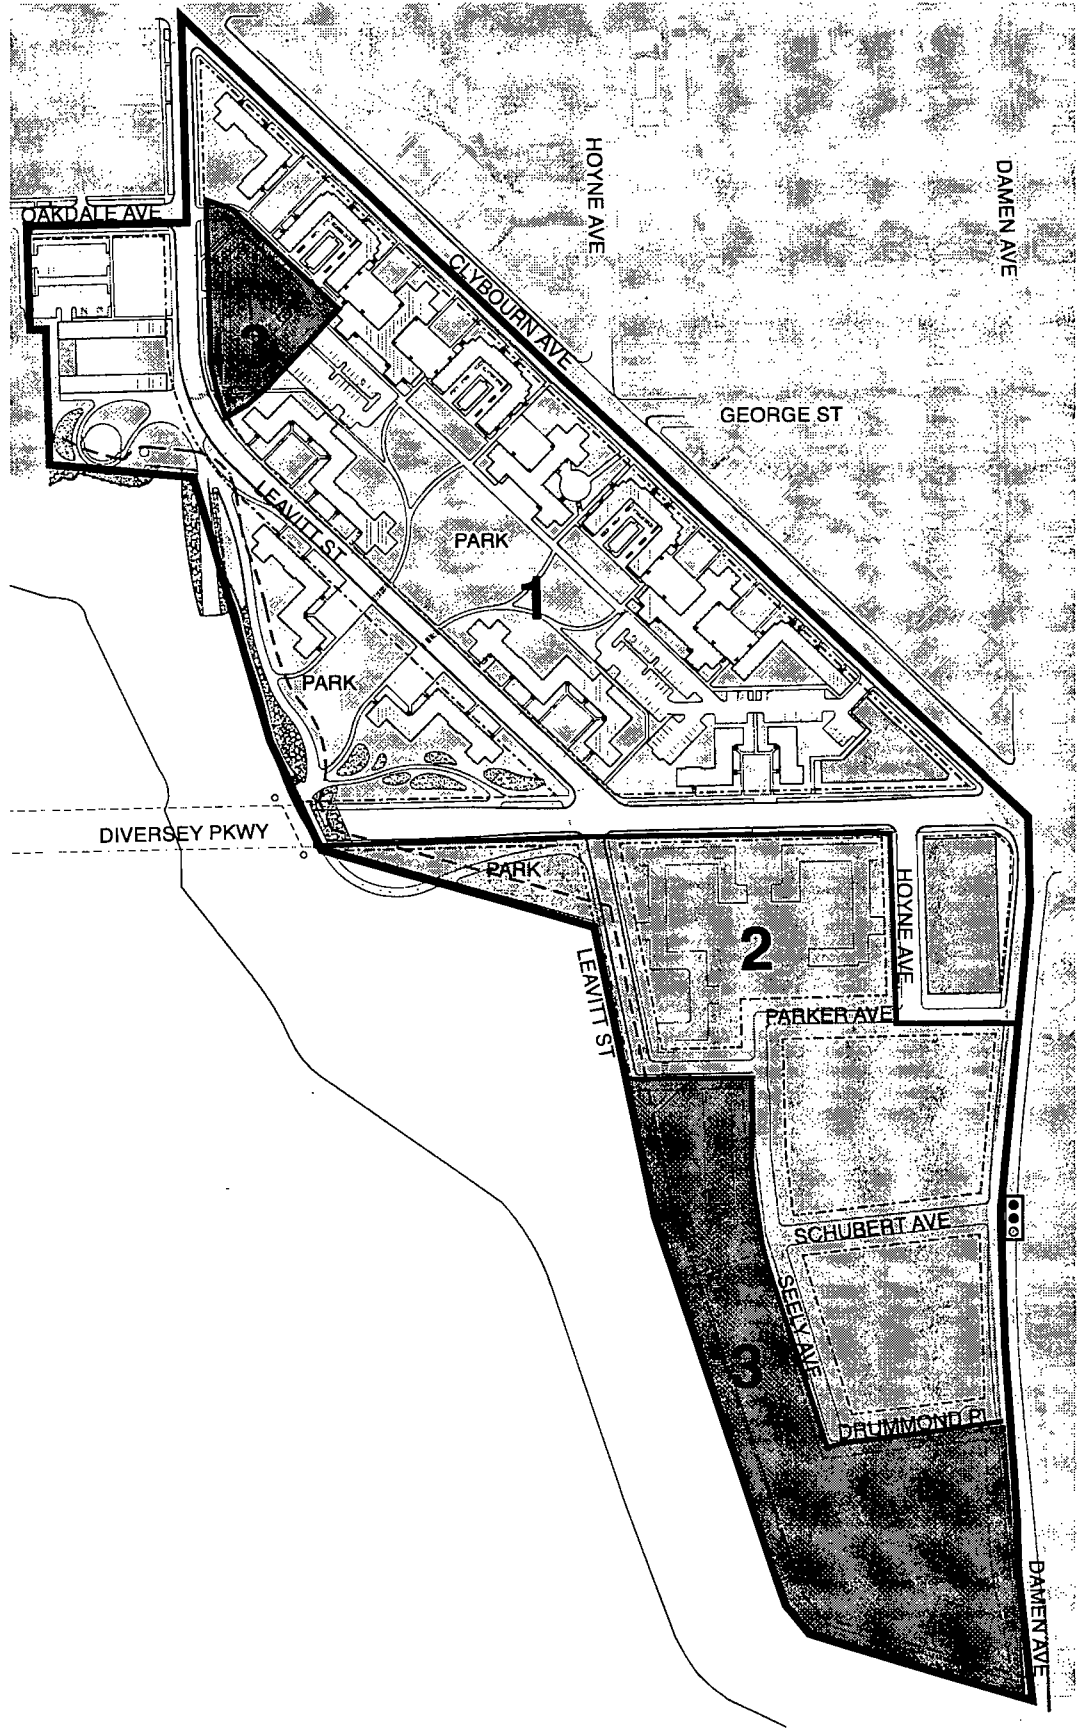 HOYNE AVE
DAMEN AVE
OAKDALE AVE
CLYBOURN AVE
3
GEORGE ST
LEAVITT ST
PARK
1
PARK
DIVERSEY PKWY
PARK
HOYNE AVE
2
LEAVITT ST
PARKER AVE
SCHUBERT AVE
SEELY AVE
3
DRUMMOND PL
DAMEN AVE